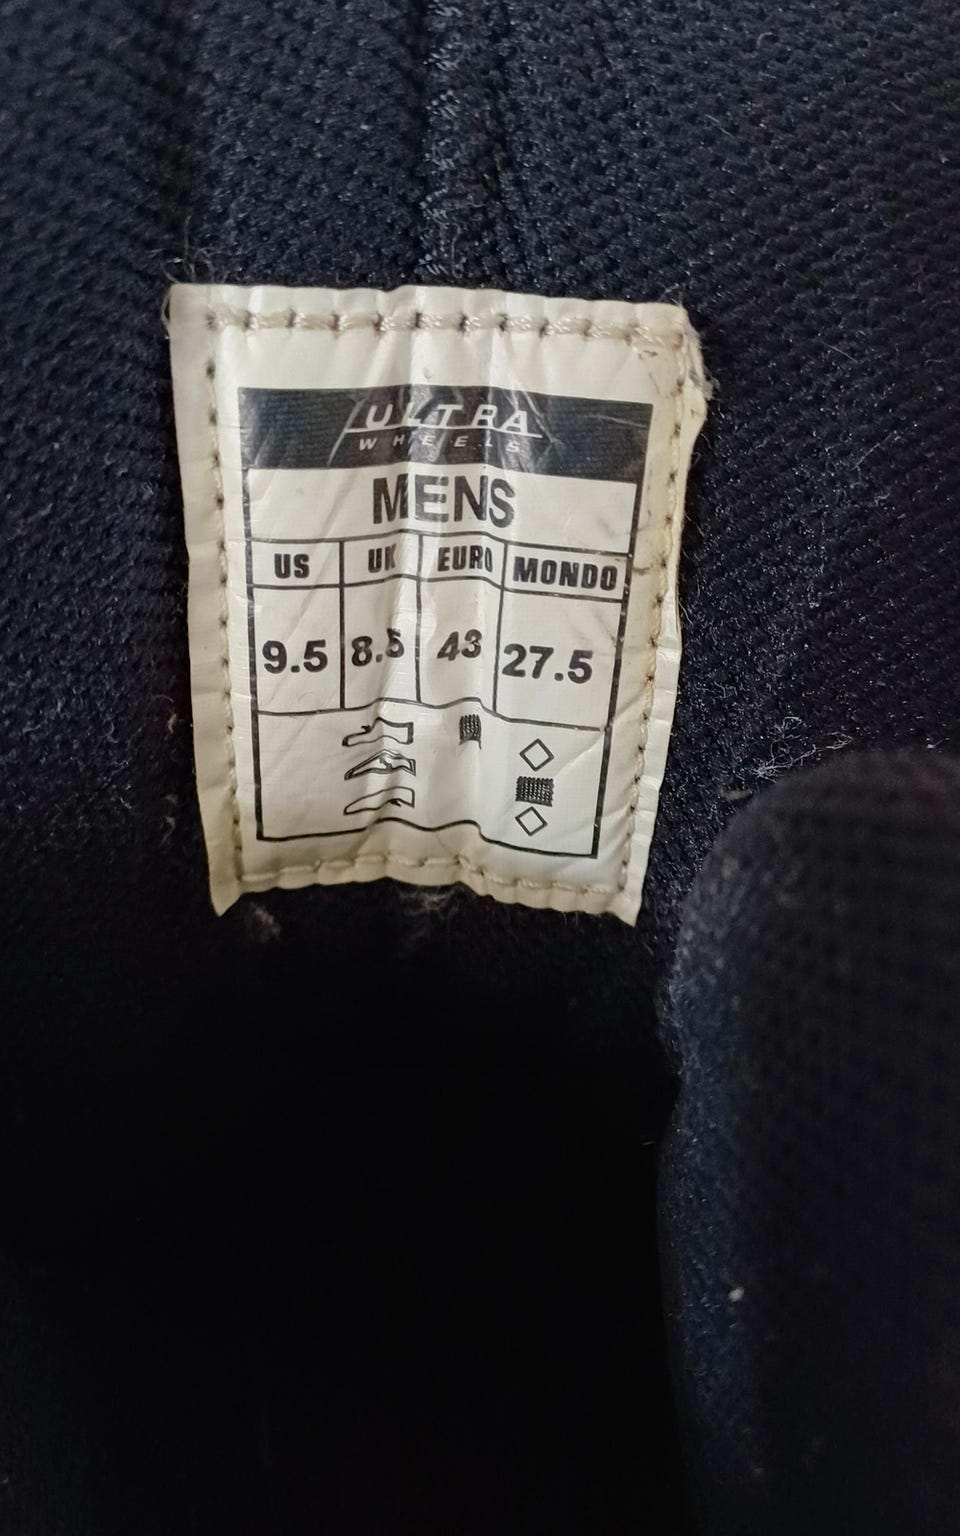 ULTRA
WHEELS
MENS
US UK EURO MONDO
9.5 8.5 43 27.5